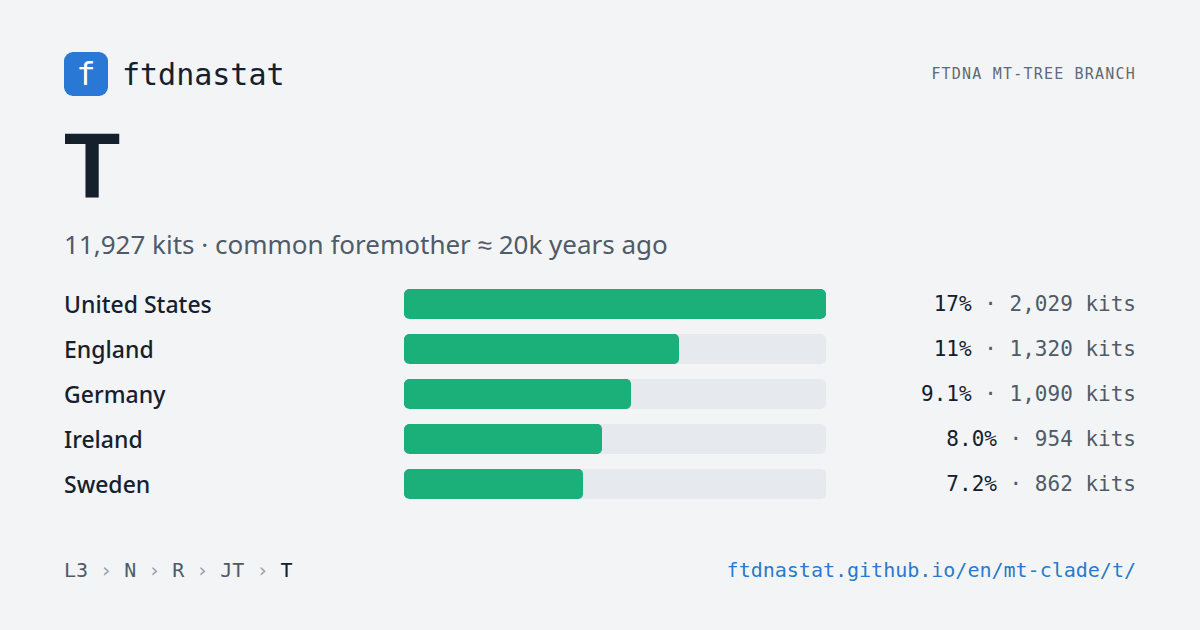 f ftdnastat
FTDNA MT-TREE BRANCH
T
11,927 kits · common foremother ≈ 20k years ago
United States 17% · 2,029 kits
England 11% · 1,320 kits
Germany 9.1% · 1,090 kits
Ireland 8.0% · 954 kits
Sweden 7.2% · 862 kits
L3 › N › R › JT › T
ftdnastat.github.io/en/mt-clade/t/